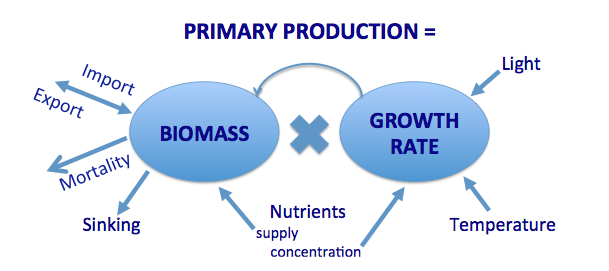 PRIMARY PRODUCTION =
Import
Export
Light
BIOMASS
GROWTH
RATE
Mortality
Sinking
Nutrients
supply
concentration
Temperature